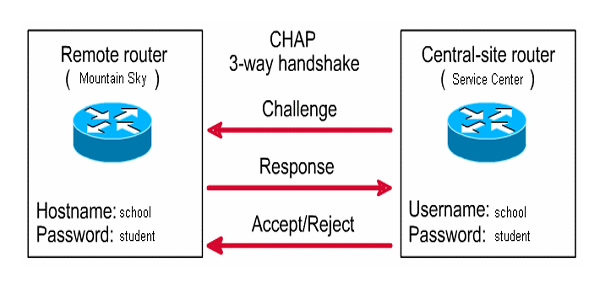 Remote router
( Mountain Sky )
Hostname: school
Password: student
CHAP
3-way handshake
Challenge
Response
Accept/Reject
Central-site router
( Service Center )
Username: school
Password: student